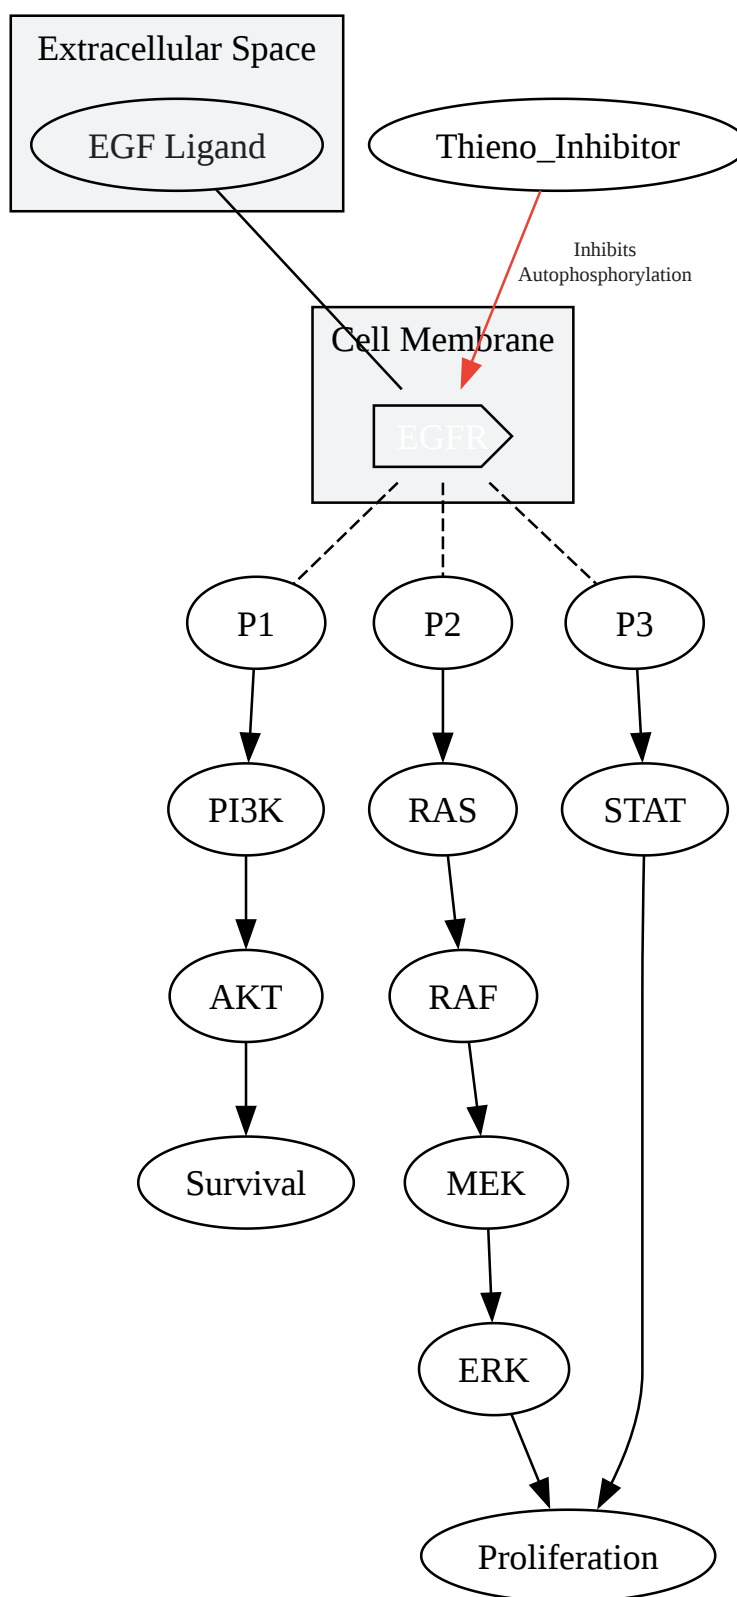 Extracellular Space
EGF Ligand
Thieno_Inhibitor
Inhibits
Autophosphorylation
Cell Membrane
EGFR
P1
P2
P3
PI3K
RAS
STAT
AKT
RAF
Survival
MEK
ERK
Proliferation